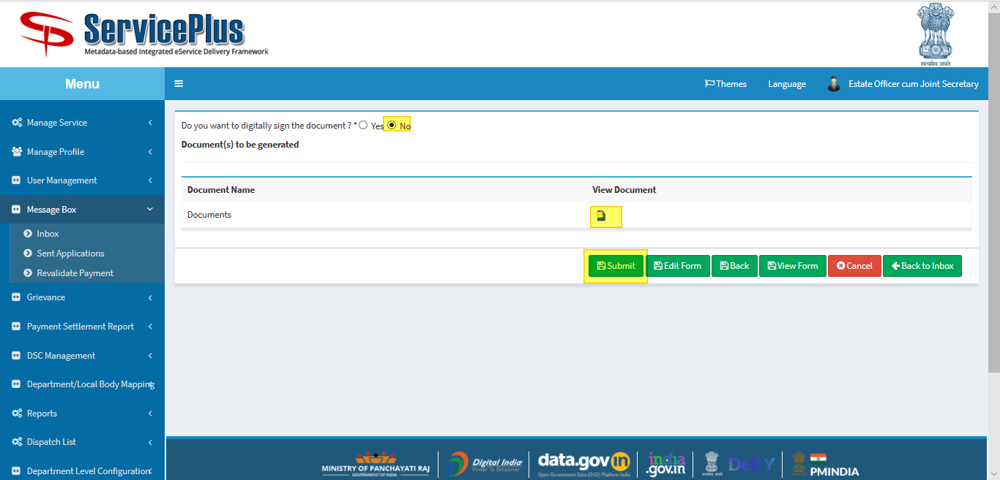 ServicePlus
Metadata-based Integrated eService Delivery Framework
सत्यमेव जयते
Menu
Themes
Language
Estate Officer cum Joint Secretary
Manage Service
Manage Profile
User Management
Message Box
Inbox
Sent Applications
Revalidate Payment
Grievance
Payment Settlement Report
DSC Management
Department/Local Body Mapping
Reports
Dispatch List
Department Level Configuration
Do you want to digitally sign the document ? * Yes No
Document(s) to be generated
Document Name View Document
Documents
Submit Edit Form Back View Form Cancel Back to Inbox
MINISTRY OF PANCHAYATI RAJ
GOVERNMENT OF INDIA
Digital India
Power To Empower
data.gov in
Open Government Data (OGD) Platform India
india
.gov.in
DeitY
PMINDIA